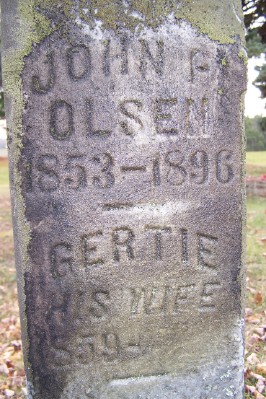 JOHN P.
OLSEN
1853-1896
GERTIE
HIS WIFE
1859-